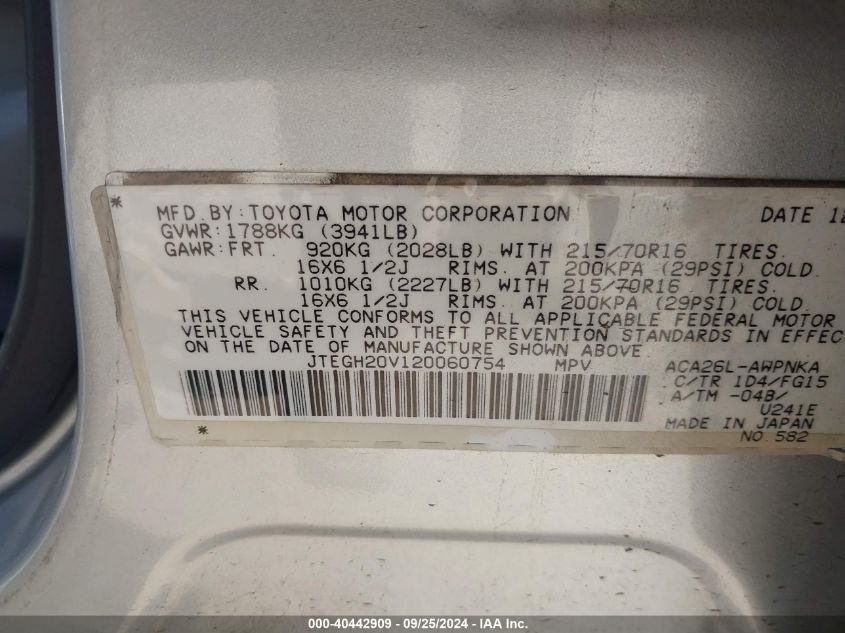 MFD. BY: TOYOTA MOTOR CORPORATION DATE 12
GVWR: 1788KG (3941LB)
GAWR: FRT. 920KG (2028LB) WITH 215/70R16 TIRES.
16X6 1/2J RIMS. AT 200KPA (29PSI) COLD.
RR. 1010KG (2227LB) WITH 215/70R16 TIRES.
16X6 1/2J RIMS. AT 200KPA (29PSI) COLD.
THIS VEHICLE CONFORMS TO ALL APPLICABLE FEDERAL MOTOR
VEHICLE SAFETY AND THEFT PREVENTION STANDARDS IN EFFEC
ON THE DATE OF MANUFACTURE SHOWN ABOVE
JTEGH20V120060754 MPV ACA26L-AWPNKA
C/TR 1D4/FG15
A/TM -04B/
U241E
MADE IN JAPAN
NO. 582
000-40442909 - 09/25/2024 - IAA Inc.